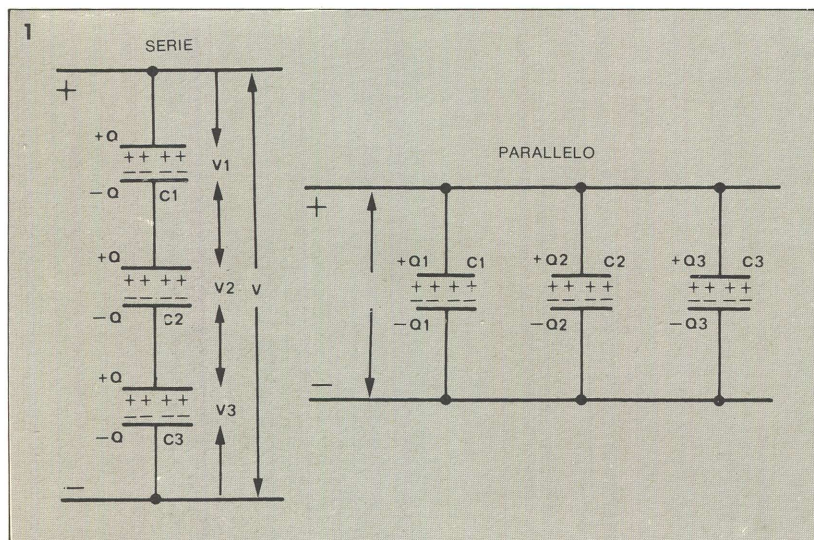 1
SERIE
+
+Q
++ ++
V1
-Q
C1
+Q
++ ++
V2
V
-Q
C2
+Q
++ ++
V3
-Q
C3
-
PARALLELO
+
+Q1 C1
+Q2 C2
+Q3 C3
++ ++
++ ++
++ ++
-Q1
-Q2
-Q3
-